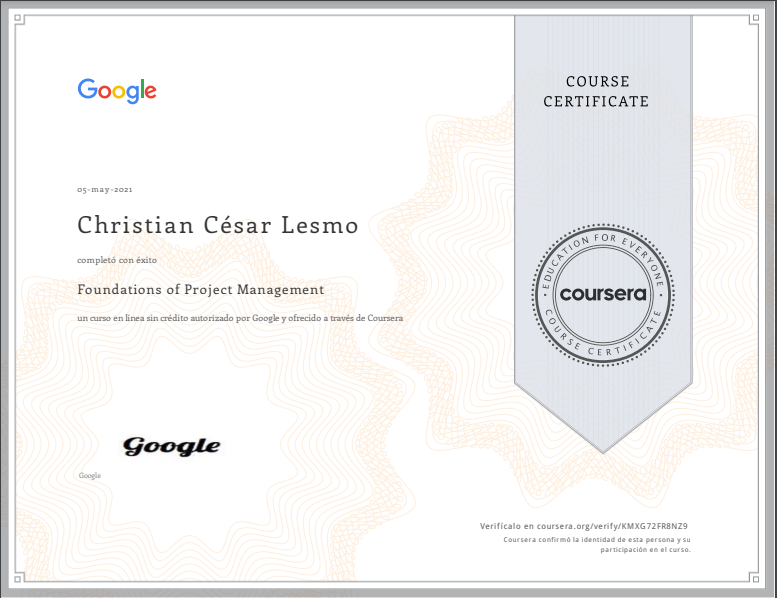 Google
COURSE
CERTIFICATE
05-may-2021
Christian César Lesmo
completó con éxito
Foundations of Project Management
un curso en línea sin crédito autorizado por Google y ofrecido a través de Coursera
EDUCATION FOR EVERYONE
coursera
COURSE CERTIFICATE
Google
Google
Verifícalo en coursera.org/verify/KMXG72FR8NZ9
Coursera confirmó la identidad de esta persona y su
participación en el curso.